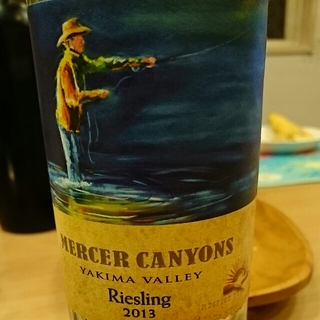 MERCER CANYONS
YAKIMA VALLEY
Riesling
2013